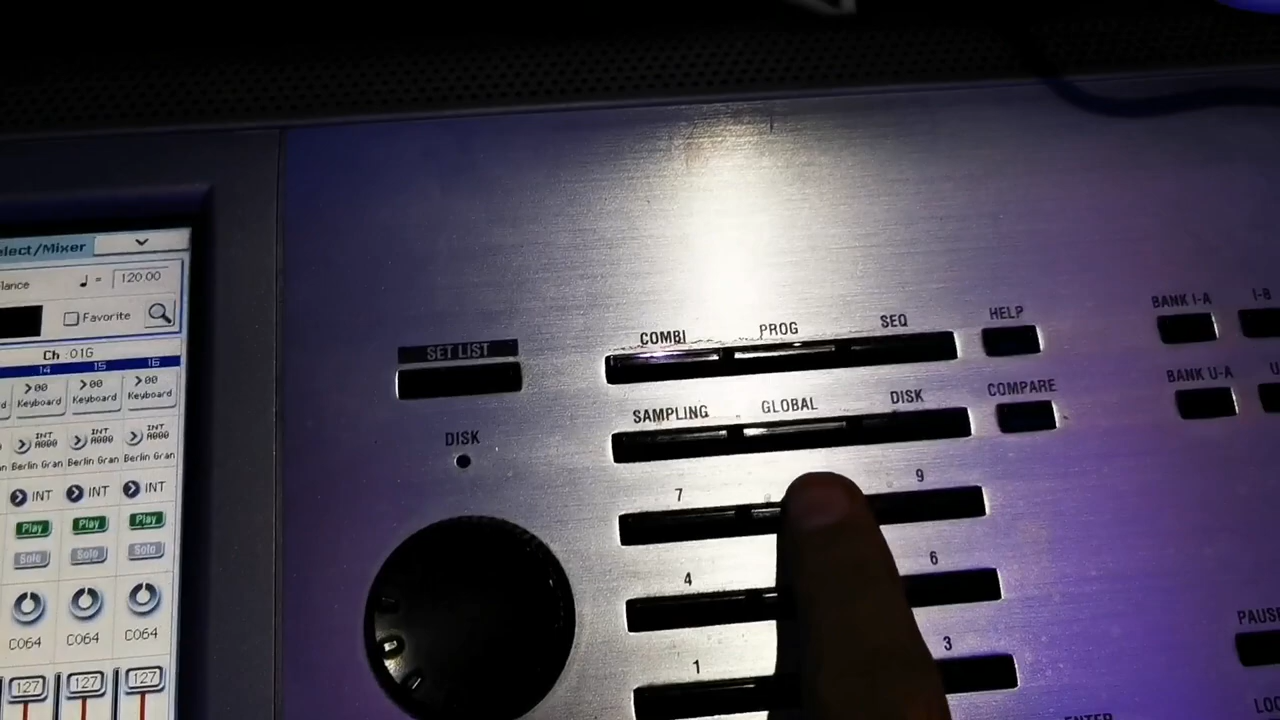 elect/Mixer
lance
♩ = 120.00
Favorite
Ch :01G
14 15 16
>00 >00 >00
Keyboard Keyboard Keyboard
INT A000 INT A000 INT A000
Berlin Gran Berlin Gran Berlin Gran
INT INT INT
Play Play Play
Solo Solo Solo
C064 C064 C064
127 127 127
SET LIST
DISK
COMBI PROG SEQ
HELP
BANK I-A I-B
SAMPLING GLOBAL DISK
COMPARE
BANK U-A
7 9
4 6
1 3
ENTER
PAUS
LOC